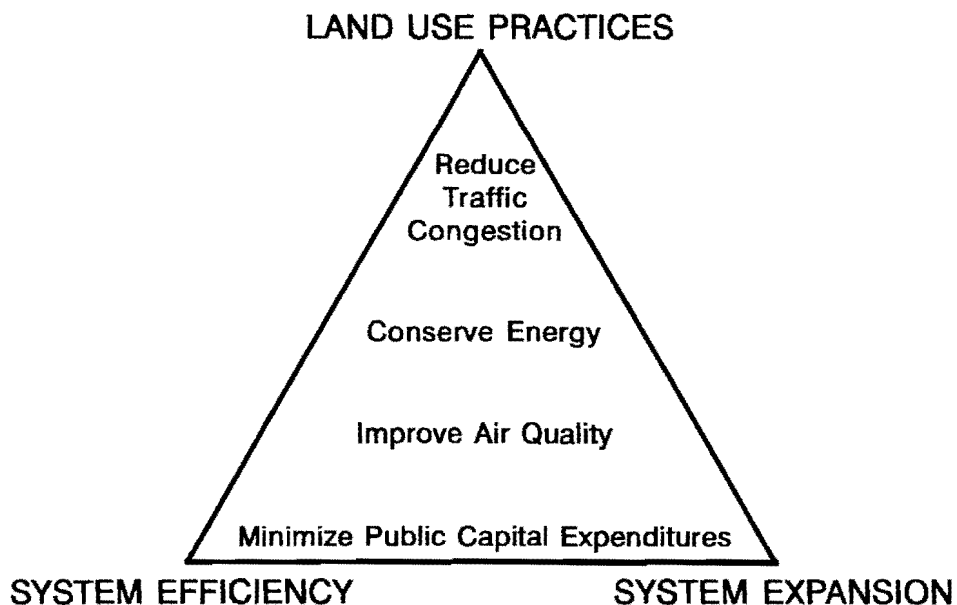 LAND USE PRACTICES
Reduce
Traffic
Congestion
Conserve Energy
Improve Air Quality
Minimize Public Capital Expenditures
SYSTEM EFFICIENCY
SYSTEM EXPANSION